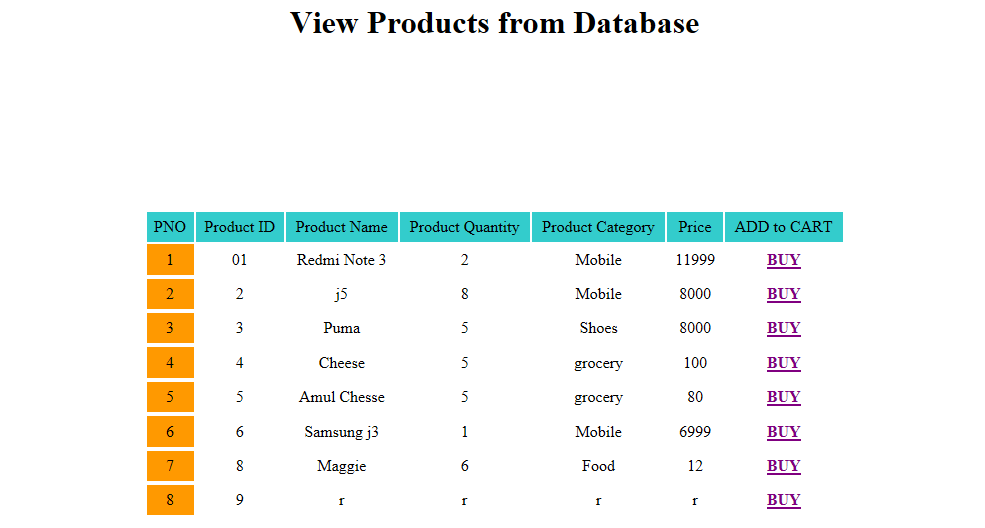 View Products from Database
PNO Product ID Product Name Product Quantity Product Category Price ADD to CART
1 01 Redmi Note 3 2 Mobile 11999 BUY
2 2 j5 8 Mobile 8000 BUY
3 3 Puma 5 Shoes 8000 BUY
4 4 Cheese 5 grocery 100 BUY
5 5 Amul Chesse 5 grocery 80 BUY
6 6 Samsung j3 1 Mobile 6999 BUY
7 8 Maggie 6 Food 12 BUY
8 9 r r r r BUY